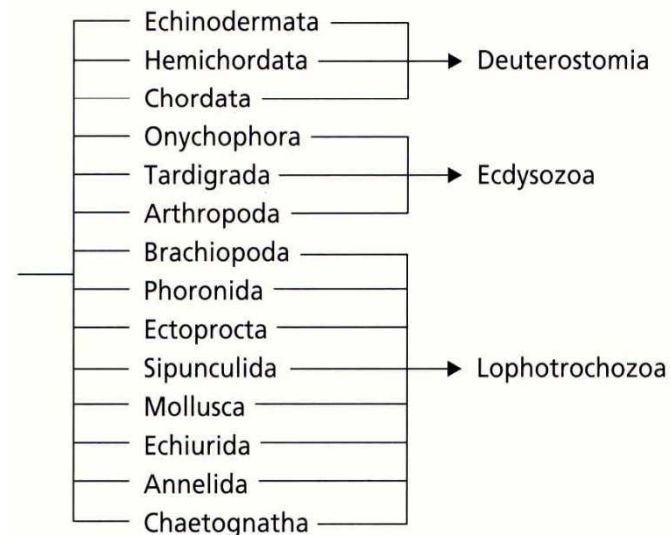 Echinodermata
Hemichordata Deuterostomia
Chordata
Onychophora
Tardigrada Ecdysozoa
Arthropoda
Brachiopoda
Phoronida
Ectoprocta
Sipunculida Lophotrochozoa
Mollusca
Echiurida
Annelida
Chaetognatha